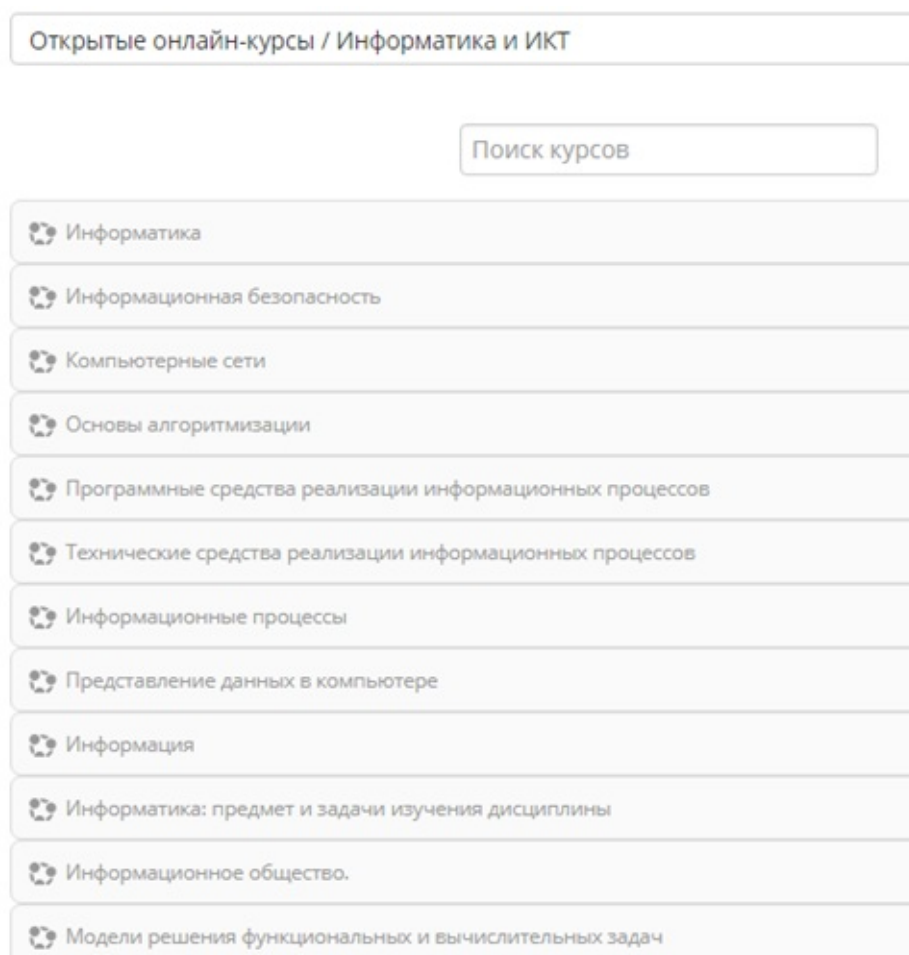 Открытые онлайн-курсы / Информатика и ИКТ
Поиск курсов
Информатика
Информационная безопасность
Компьютерные сети
Основы алгоритмизации
Программные средства реализации информационных процессов
Технические средства реализации информационных процессов
Информационные процессы
Представление данных в компьютере
Информация
Информатика: предмет и задачи изучения дисциплины
Информационное общество.
Модели решения функциональных и вычислительных задач